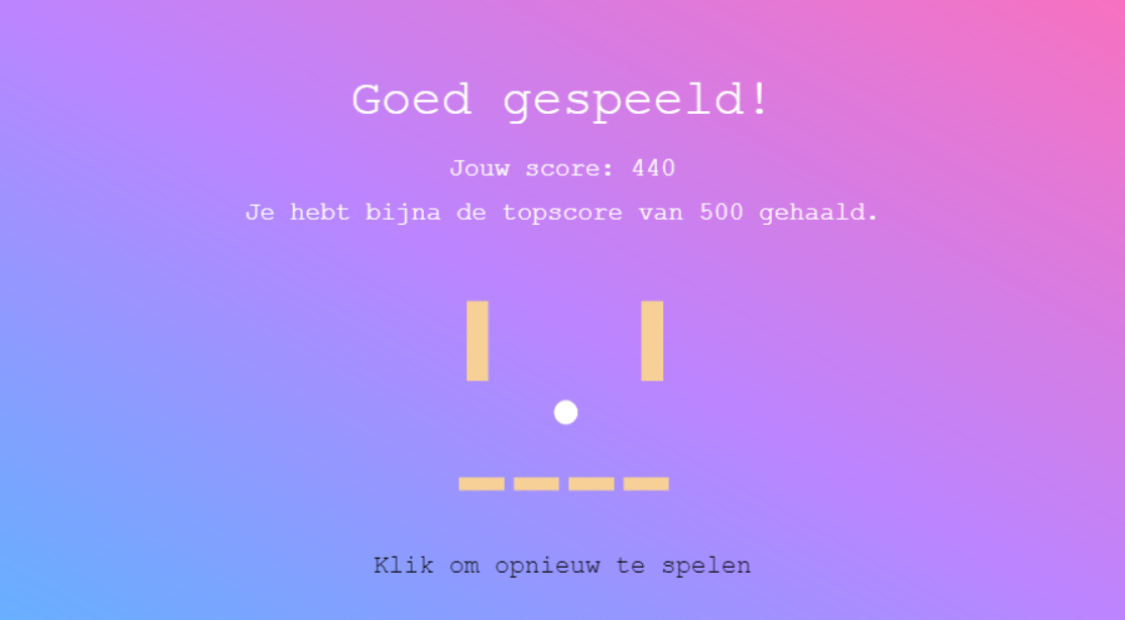 Goed gespeeld!
Jouw score: 440
Je hebt bijna de topscore van 500 gehaald.
Klik om opnieuw te spelen